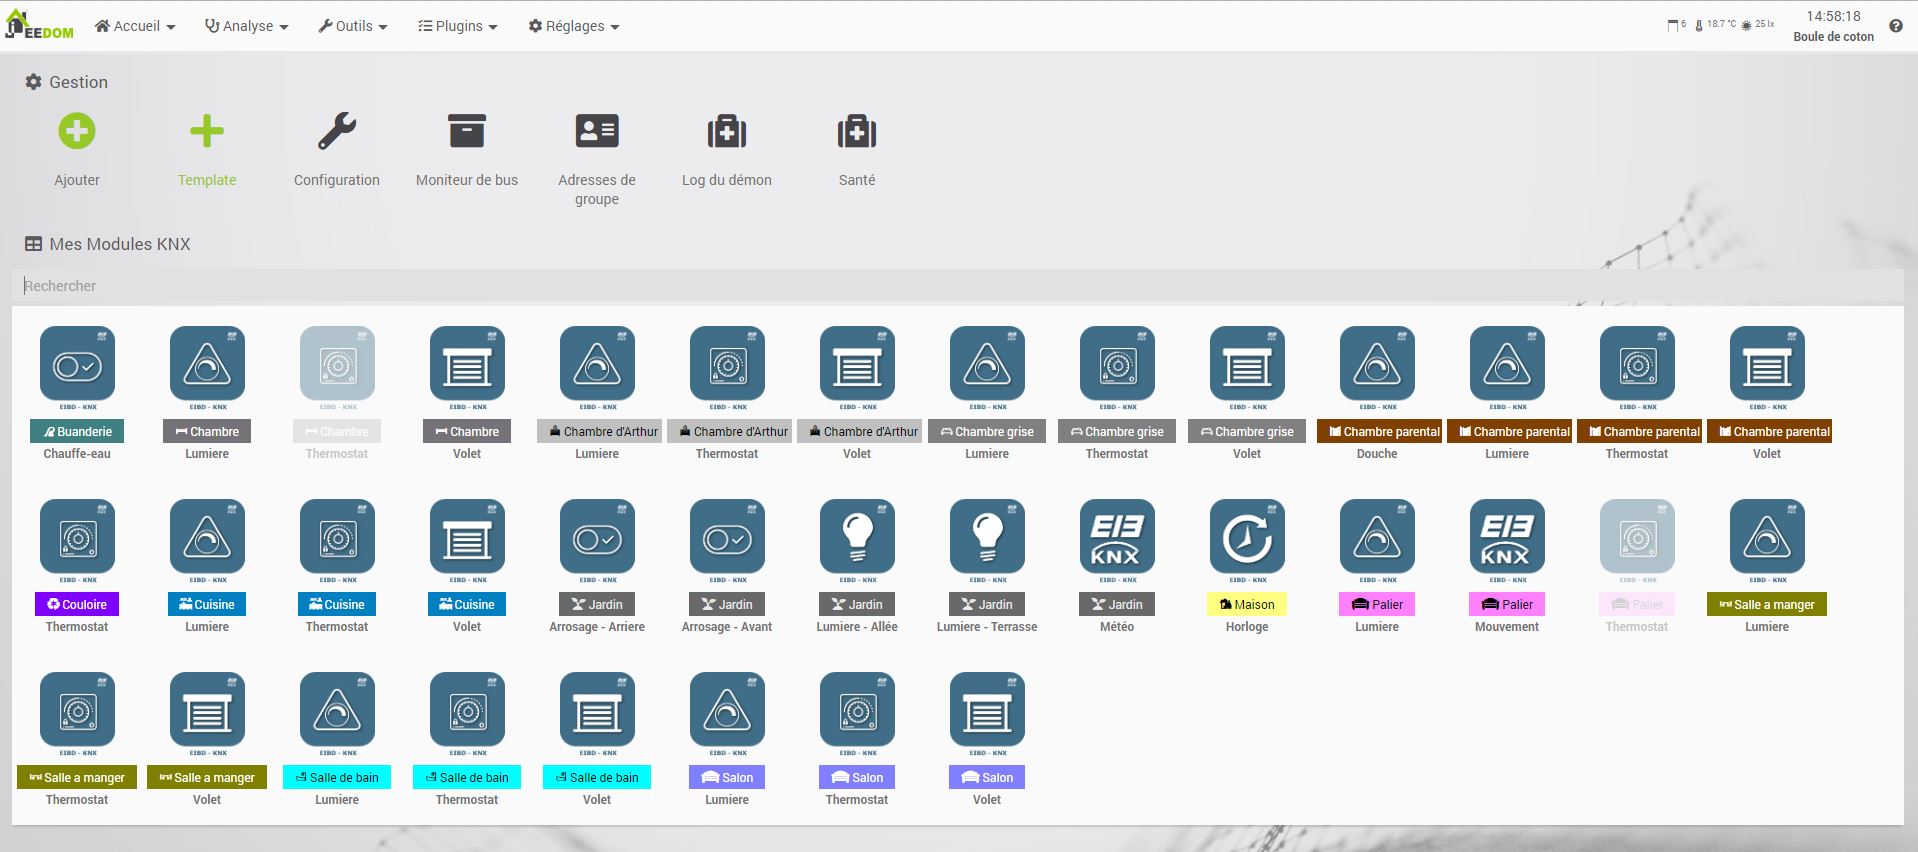 JEEDOM Accueil Analyse Outils Plugins Réglages 6 18.7 °C 25 lx 14:58:18
Boule de coton
Gestion
Ajouter Template Configuration Moniteur de bus Adresses de groupe Log du démon Santé
Mes Modules KNX
Rechercher
EIBD - KNX EIBD - KNX EIBD - KNX EIBD - KNX EIBD - KNX EIBD - KNX EIBD - KNX EIBD - KNX EIBD - KNX EIBD - KNX EIBD - KNX EIBD - KNX EIBD - KNX EIBD - KNX
Buanderie Chambre Chambre Chambre Chambre d'Arthur Chambre d'Arthur Chambre d'Arthur Chambre grise Chambre grise Chambre grise Chambre parental Chambre parental Chambre parental Chambre parental
Chauffe-eau Lumiere Thermostat Volet Lumiere Thermostat Volet Lumiere Thermostat Volet Douche Lumiere Thermostat Volet
EIB KNX EIB KNX
EIBD - KNX EIBD - KNX EIBD - KNX EIBD - KNX EIBD - KNX EIBD - KNX EIBD - KNX EIBD - KNX EIBD - KNX EIBD - KNX EIBD - KNX EIBD - KNX EIBD - KNX EIBD - KNX
Couloire Cuisine Cuisine Cuisine Jardin Jardin Jardin Jardin Jardin Maison Palier Palier Palier Salle a manger
Thermostat Lumiere Thermostat Volet Arrosage - Arriere Arrosage - Avant Lumiere - Allée Lumiere - Terrasse Météo Horloge Lumiere Mouvement Thermostat Lumiere
EIBD - KNX EIBD - KNX EIBD - KNX EIBD - KNX EIBD - KNX EIBD - KNX EIBD - KNX EIBD - KNX
Salle a manger Salle a manger Salle de bain Salle de bain Salle de bain Salon Salon Salon
Thermostat Volet Lumiere Thermostat Volet Lumiere Thermostat Volet